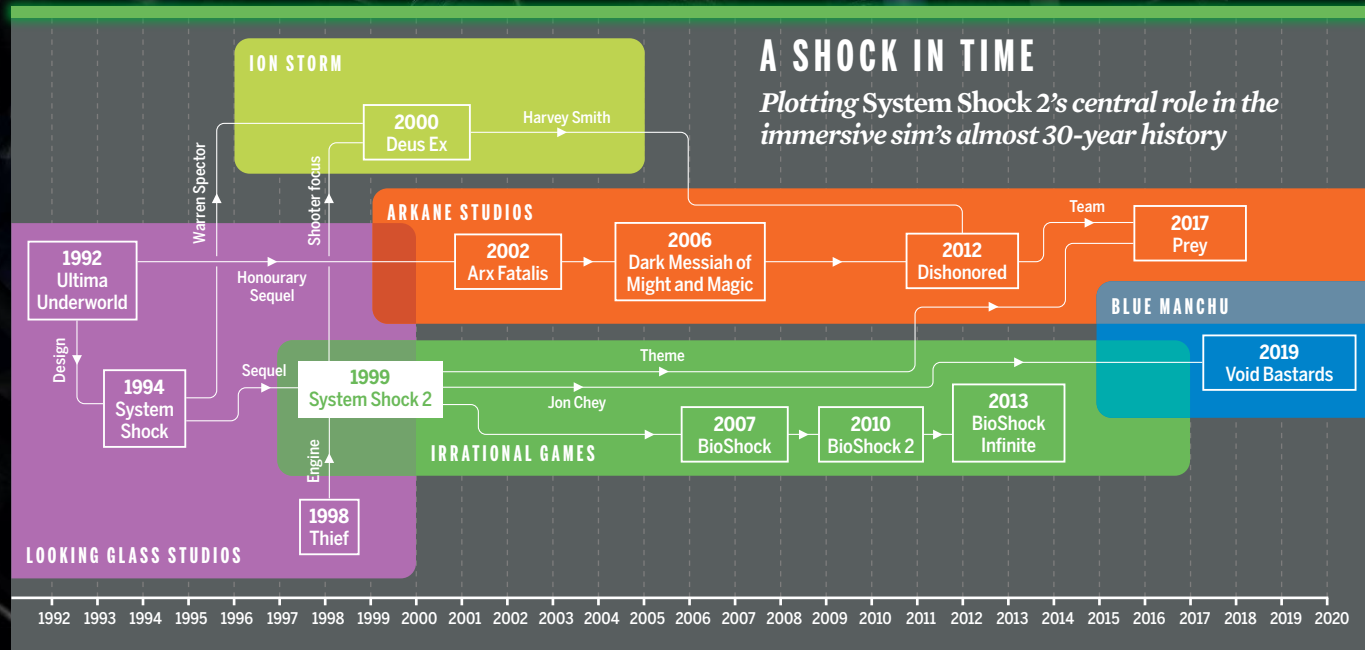 A SHOCK IN TIME
Plotting System Shock 2's central role in the
immersive sim's almost 30-year history
ION STORM
2000
Deus Ex
Harvey Smith
Warren Spector
Shooter focus
ARKANE STUDIOS
2002
Arx Fatalis
2006
Dark Messiah of
Might and Magic
2012
Dishonored
Team
2017
Prey
1992
Ultima
Underworld
Honourary
Sequel
Design
1994
System
Shock
Sequel
1999
System Shock 2
Theme
Jon Chey
BLUE MANCHU
2019
Void Bastards
2007
BioShock
2010
BioShock 2
2013
BioShock
Infinite
IRRATIONAL GAMES
Engine
1998
Thief
LOOKING GLASS STUDIOS
1992 1993 1994 1995 1996 1997 1998 1999 2000 2001 2002 2003 2004 2005 2006 2007 2008 2009 2010 2011 2012 2013 2014 2015 2016 2017 2018 2019 2020